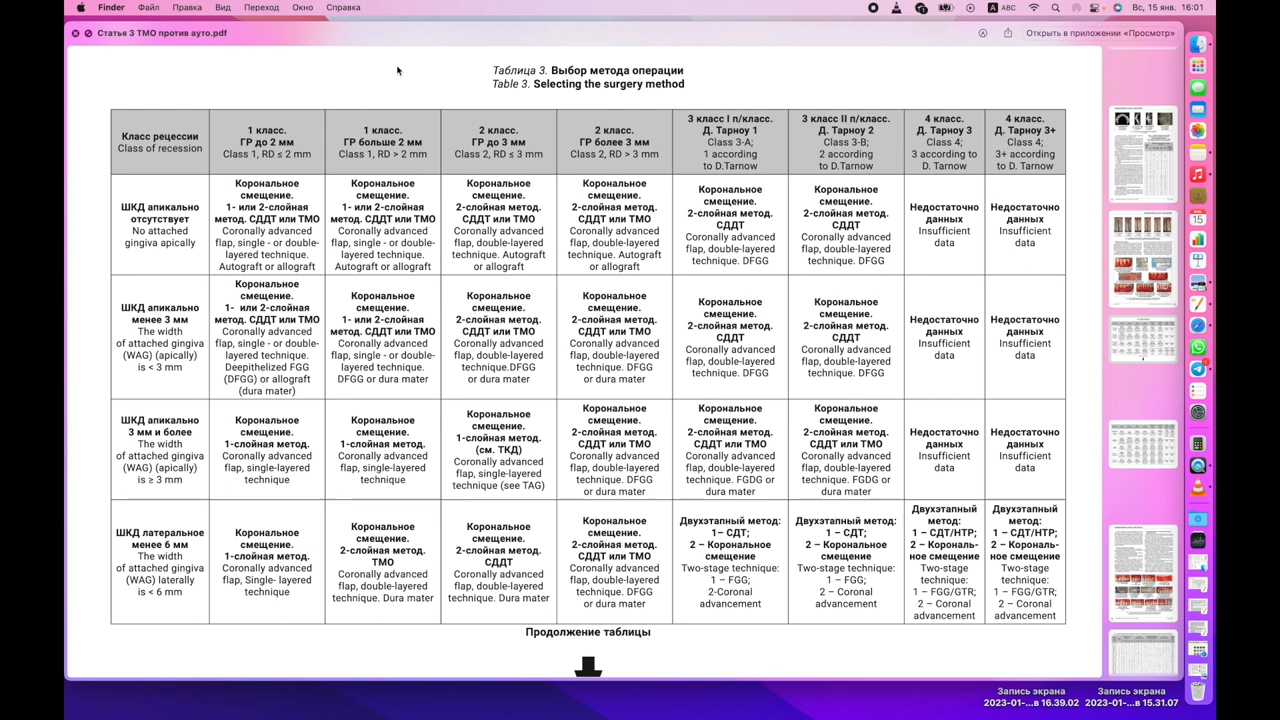 Finder Файл Правка Вид Переход Окно Справка
A ABC
Вс, 15 янв. 16:01
Статья 3 ТМО против ауто.pdf
Открыть в приложении «Просмотр»
Таблица 3. Выбор метода операции
Table 3. Selecting the surgery method
Класс рецессии
Class of recession
1 класс.
ГР до 2 мм
Class 1, RD ≤ 2 mm
1 класс.
ГР больше 2 мм
Class 1, RD > 2 mm
2 класс.
ГР до 3 мм
Class 2, RD ≤ 3 mm
2 класс.
ГР более 3 мм
Class 2, RD > 3 mm
3 класс I п/класс.
Д. Тарноу 1
Class 3-A;
1 according
to D.Tarnow
3 класс II п/класс.
Д. Тарноу 2
Class 3-B;
2 according
to D.Tarnow
4 класс.
Д. Тарноу 3
Class 4;
3 according to
D. Tarnow
4 класс.
Д. Тарноу 3+
Class 4;
3+ according
to D. Tarnow
ШКД апикально
отсутствует
No attached
gingiva apically
Корональное
смещение.
1- или 2-слойная
метод. СДДТ или ТМО
Coronally advanced
flap, single - or double-
layered technique.
Autograft or allograft
Корональное
смещение.
1- или 2-слойная
метод. СДДТ или ТМО
Coronally advanced
flap, single - or double-
layered technique.
Autograft or allograft
Корональное
смещение.
2-слойная метод.
СДДТ или ТМО
Coronally advanced
flap, double-layered
technique. Autograft
or allograft
Корональное
смещение.
2-слойная метод.
СДДТ или ТМО
Coronally advanced
flap, double-layered
technique. Autograft
or allograft
Корональное
смещение.
2-слойная метод.
СДДТ
Coronally advanced
flap, double-layered
technique. DFGG
Корональное
смещение.
2-слойная метод.
СДДТ
Coronally advanced
flap, double-layered
technique. DFGG
Недостаточно
данных
Insufficient
data
Недостаточно
данных
Insufficient
data
ШКД апикально
менее 3 мм
The width
of attached gingiva
(WAG) (apically)
is < 3 mm
Корональное
смещение.
1- или 2-слойная
метод. СДДТ или ТМО
Coronally advanced
flap, single - or double-
layered technique.
Deepithelized FGG
(DFGG) or allograft
(dura mater)
Корональное
смещение.
1- или 2-слойная
метод. СДДТ или ТМО
Coronally advanced
flap, single - or double-
layered technique.
DFGG or dura mater
Корональное
смещение.
2-слойная метод.
СДДТ или ТМО
Coronally advanced
flap, double-layered
technique.DFGG
or dura mater
Корональное
смещение.
2-слойная метод.
СДДТ или ТМО
Coronally advanced
flap, double-layered
technique. DFGG
or dura mater
Корональное
смещение.
2-слойная метод.
СДДТ
Coronally advanced
flap, double-layered
technique. DFGG
Корональное
смещение.
2-слойная метод.
СДДТ
Coronally advanced
flap, double-layered
technique. DFGG
Недостаточно
данных
Insufficient
data
Недостаточно
данных
Insufficient
data
ШКД апикально
3 мм и более
The width
of attached gingiva
(WAG) (apically)
is ≥ 3 mm
Корональное
смещение.
1-слойная метод.
Coronally advanced
flap, single-layered
technique
Корональное
смещение.
1-слойная метод.
Coronally advanced
flap, single-layered
technique
Корональное
смещение.
1-слойная метод.
(см. ТКД)
Coronally advanced
flap, single-layered
technique (see TAG)
Корональное
смещение.
2-слойная метод.
СДДТ или ТМО
Coronally advanced
flap, double-layered
technique. DFGG
or dura mater
Корональное
смещение.
2-слойная метод.
СДДТ или ТМО
Coronally advanced
flap, double-layered
technique. FGDG or
dura mater
Корональное
смещение.
2-слойная метод.
СДДТ или ТМО
Coronally advanced
flap, double-layered
technique. FGDG or
dura mater
Недостаточно
данных
Insufficient
data
Недостаточно
данных
Insufficient
data
ШКД латеральное
менее 6 мм
The width
of attached gingiva
(WAG) laterally
is < 6 mm
Корональное
смещение.
1-слойная метод.
Coronally advanced
flap, Single- layered
technique
Корональное
смещение.
2-слойная метод.
ТМО
Coronally advanced
flap, double-layered
technique. Dura mater
Корональное
смещение.
2-слойная метод.
СДДТ
Coronally advanced
flap, double-layered
technique. Dura mater
Корональное
смещение.
2-слойная метод.
СДДТ или ТМО
Coronally advanced
flap, double-layered
technique. DFGG
or dura mater
Двухэтапный метод:
1– СДТ;
2 – Корональное
смещение
Two-stage technique:
1 – FGG;
2-Coronal
advancement
Двухэтапный метод:
1 – СДТ;
2 – Корональное
смещение
Two-stage technique:
1 – FGG;
2 – Coronal
advancement
Двухэтапный
метод:
1 – СДТ/НТР;
2 – Корональ-
ное смещение
Two-stage
technique:
1 – FGG/GTR;
2 – Coronal
advancement
Двухэтапный
метод:
1 – СДТ/НТР;
2 – Корональ-
ное смещение
Two-stage
technique:
1 – FGG/GTR;
2 – Coronal
advancement
Продолжение таблицы
Запись экрана
2023-01-...в 16.39.02
Запись экрана
2023-01-...в 15.31.07